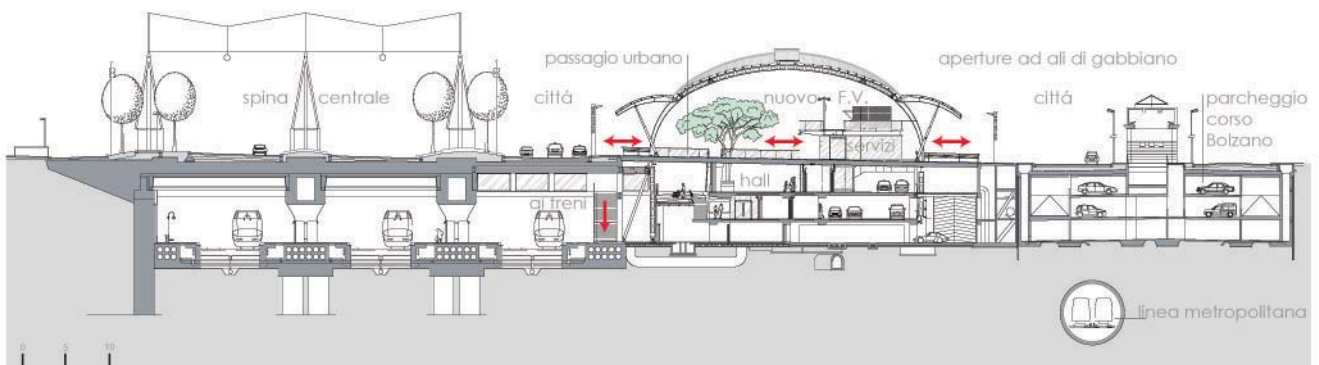 passagio urbano
aperture ad ali di gabbiano
spina centrale
cittá
nuovo F.V.
cittá
parcheggio
corso
Bolzano
servizi
hall
ai treni
linea metropolitana
0 5 10